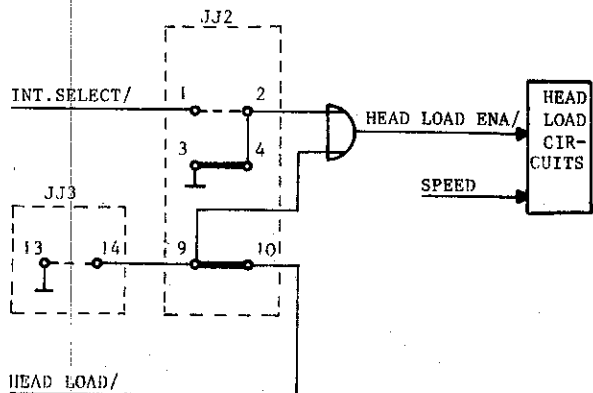 JJ2
INT.SELECT/
1
2
HEAD LOAD ENA/
HEAD
LOAD
CIR-
CUITS
3
4
SPEED
JJ3
13
14
9
10
HEAD LOAD/